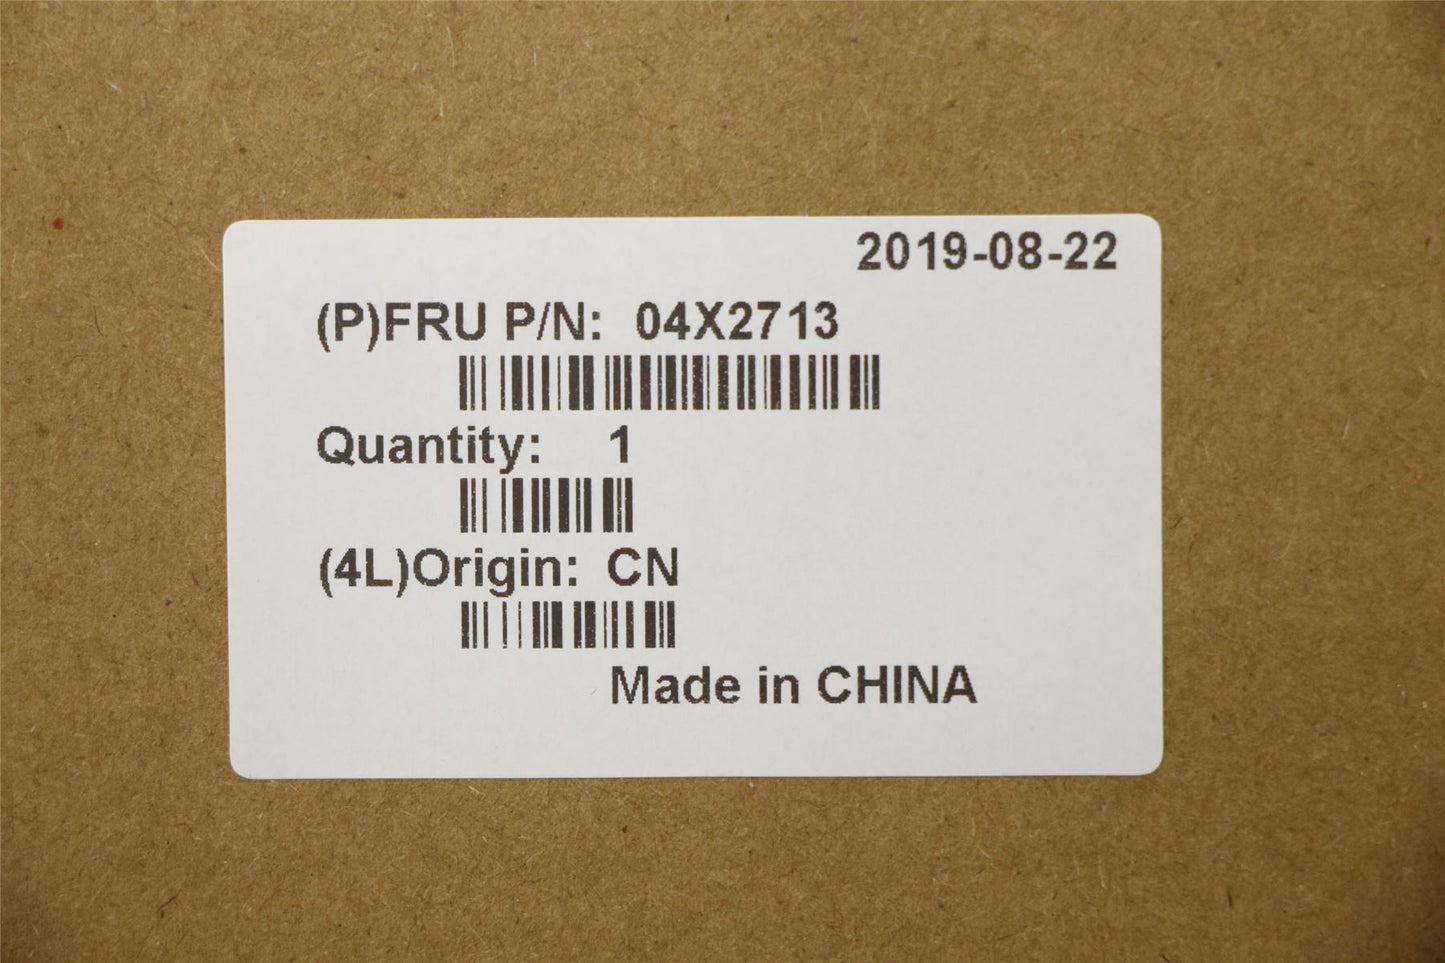 2019-08-22
(P)FRU P/N: 04X2713
Quantity: 1
(4L)Origin: CN
Made in CHINA